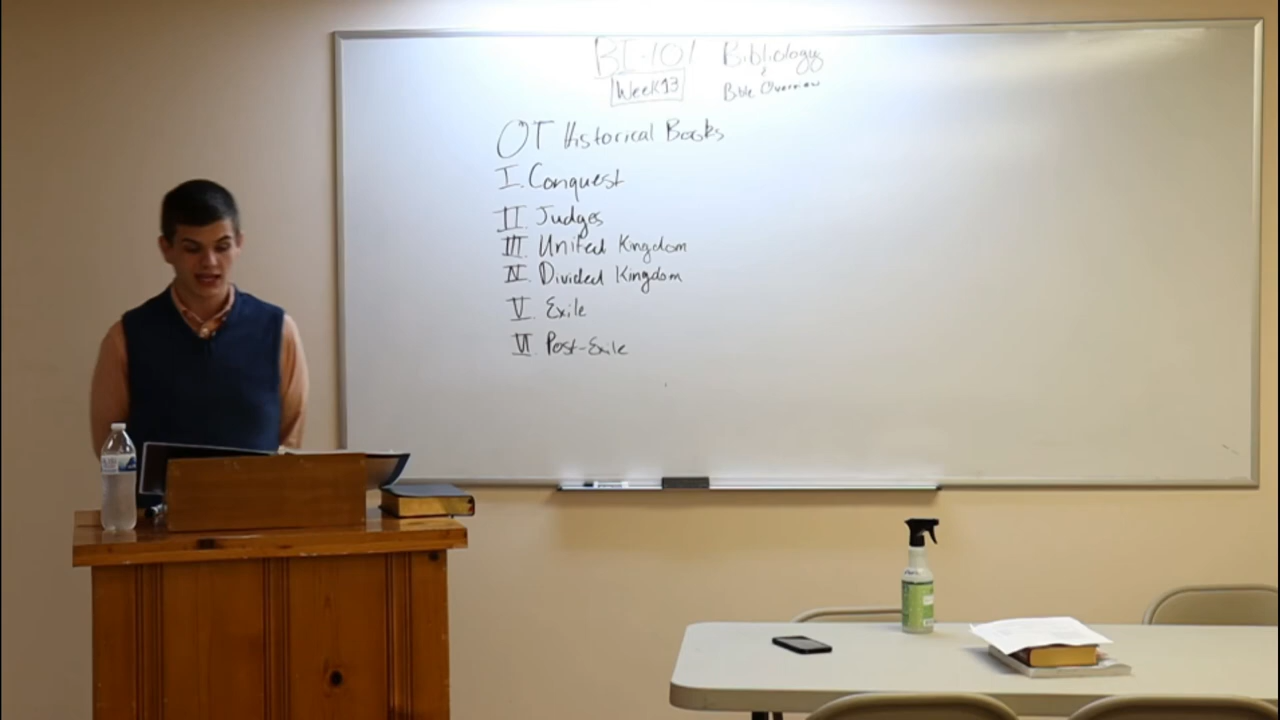 BI-101 Bibliology
&
Week 13 Bible Overview
OT Historical Books
I. Conquest
II Judges
III. United Kingdom
IV. Divided Kingdom
V. Exile
VI. Post-Exile